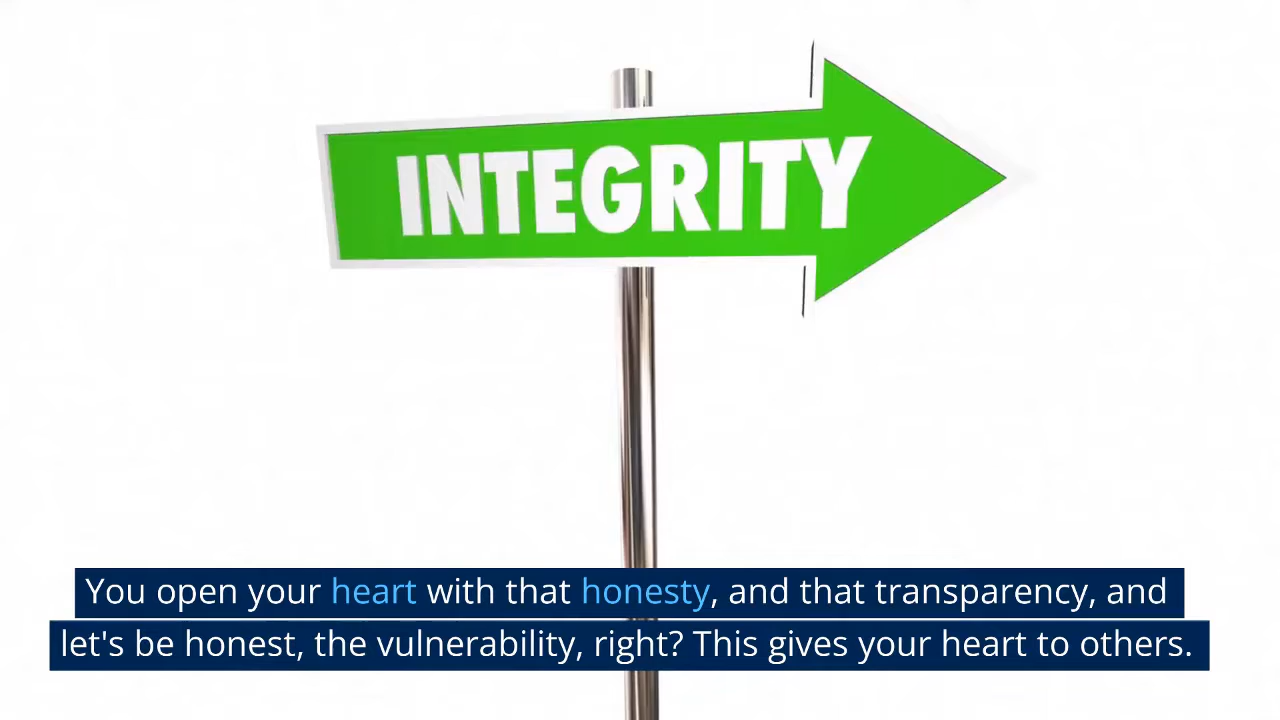 INTEGRITY
You open your heart with that honesty, and that transparency, and
let's be honest, the vulnerability, right? This gives your heart to others.